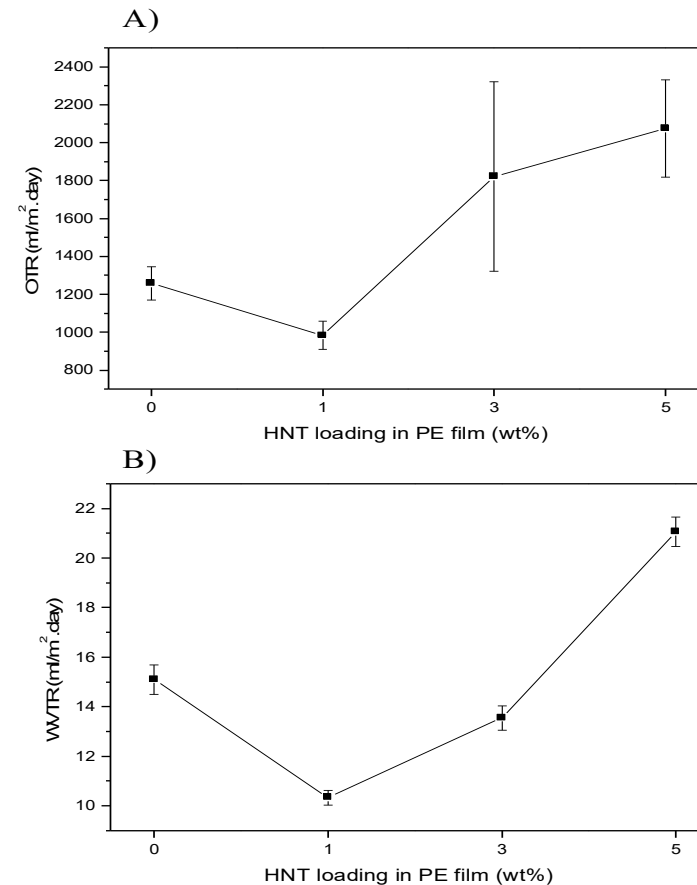 A)
2400
2200
2000
1800
1600
1400
1200
1000
800
OTR(ml/m².day)
0 1 3 5
HNT loading in PE film (wt%)
B)
22
20
18
16
14
12
10
WVTR(ml/m².day)
0 1 3 5
HNT loading in PE film (wt%)